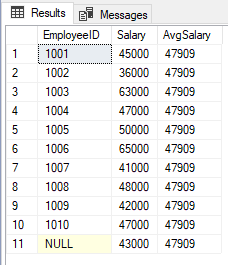 Results Messages
EmployeeID Salary AvgSalary
1 1001 45000 47909
2 1002 36000 47909
3 1003 63000 47909
4 1004 47000 47909
5 1005 50000 47909
6 1006 65000 47909
7 1007 41000 47909
8 1008 48000 47909
9 1009 42000 47909
10 1010 47000 47909
11 NULL 43000 47909